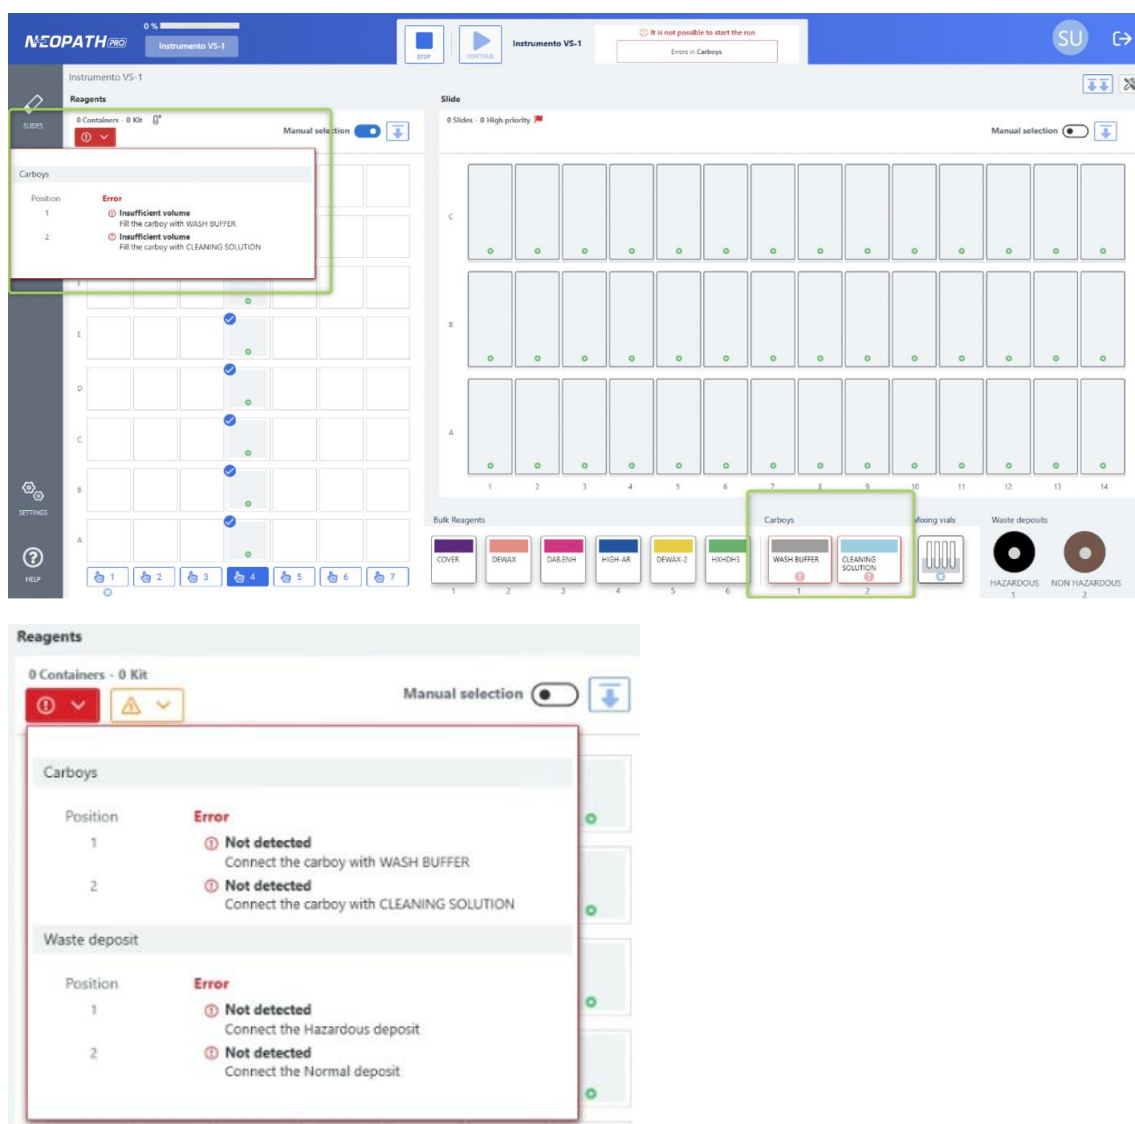 NEOPATH PRO
0 %
Instrumento VS-1
STOP
CONTINUE
Instrumento VS-1
It is not possible to start the run
Errors in Carboys
SU
Instrumento VS-1
SLIDES
SETTINGS
HELP
Reagents
0 Containers - 0 Kit
Manual selection
Carboys
Position Error
1 Insufficient volume
Fill the carboy with WASH BUFFER
2 Insufficient volume
Fill the carboy with CLEANING SOLUTION
F
E
D
C
B
A
1 2 3 4 5 6 7
Slide
0 Slides - 0 High priority
Manual selection
C
B
A
1 2 3 4 5 6 7 8 9 10 11 12 13 14
Bulk Reagents
COVER DEWAX DAB.ENH HIGH-AR DEWAX-2 HXHDH3
1 2 3 4 5 6
Carboys
WASH BUFFER CLEANING
SOLUTION
1 2
Mixing vials
Waste deposits
HAZARDOUS NON HAZARDOUS
1 2
Reagents
0 Containers - 0 Kit
Manual selection
Carboys
Position Error
1 Not detected
Connect the carboy with WASH BUFFER
2 Not detected
Connect the carboy with CLEANING SOLUTION
Waste deposit
Position Error
1 Not detected
Connect the Hazardous deposit
2 Not detected
Connect the Normal deposit